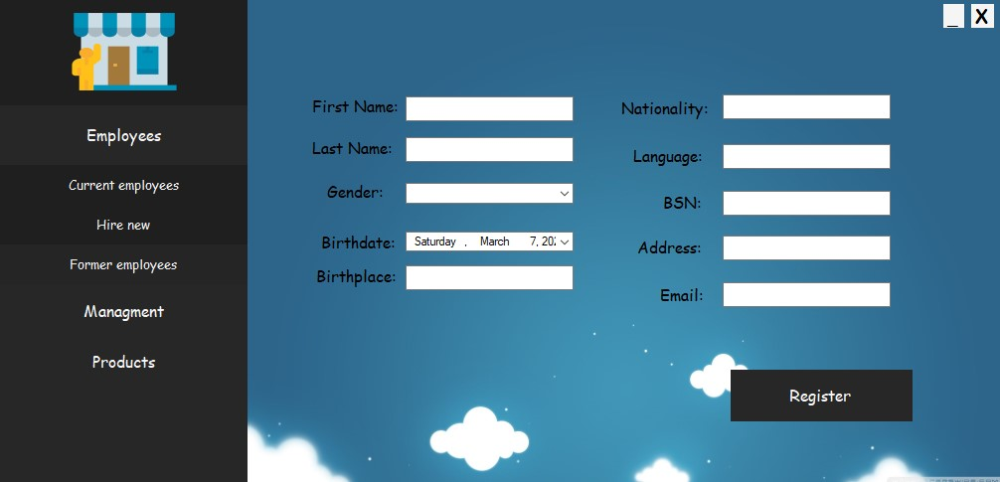 _ X
Employees
Current employees
Hire new
Former employees
Managment
Products
First Name:
Last Name:
Gender:
Birthdate: Saturday , March 7, 202
Birthplace:
Nationality:
Language:
BSN:
Address:
Email:
Register